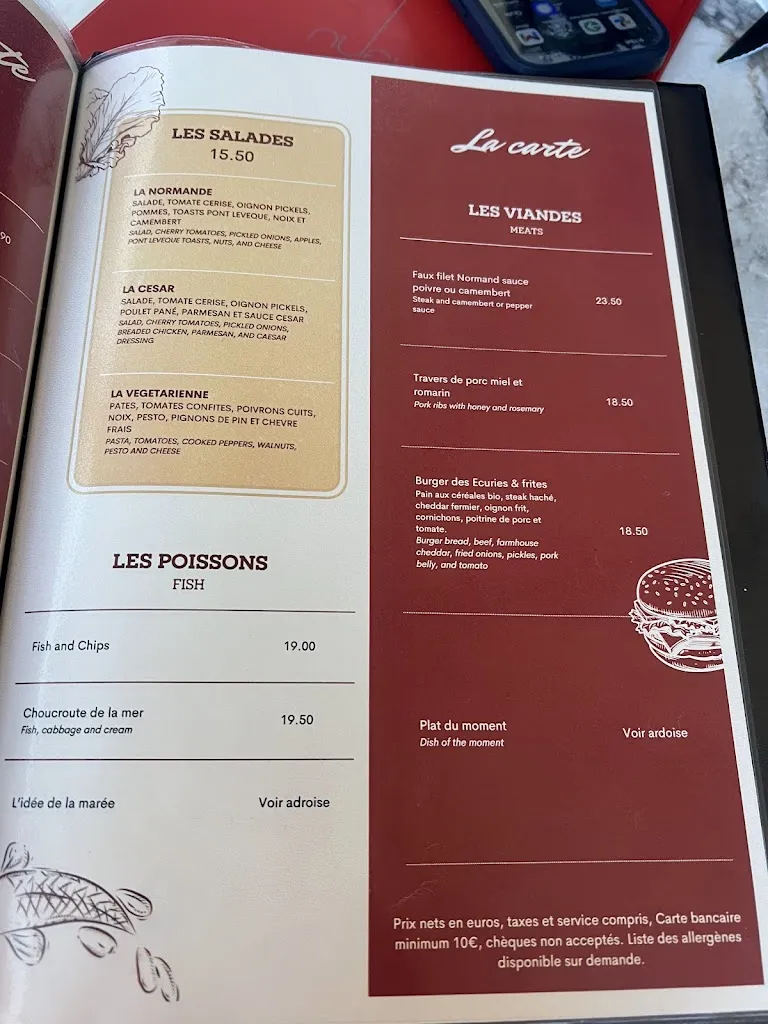 LES SALADES
15.50
LA NORMANDE
SALADE, TOMATE CERISE, OIGNON PICKELS,
POMMES, TOASTS PONT LEVEQUE, NOIX ET
CAMEMBERT
SALAD, CHERRY TOMATOES, PICKLED ONIONS, APPLES,
PONT LEVEQUE TOASTS, NUTS, AND CHEESE
LA CESAR
SALADE, TOMATE CERISE, OIGNON PICKELS,
POULET PANÉ, PARMESAN ET SAUCE CESAR
SALAD, CHERRY TOMATOES, PICKLED ONIONS,
BREADED CHICKEN, PARMESAN, AND CAESAR
DRESSING
LA VEGETARIENNE
PATES, TOMATES CONFITES, POIVRONS CUITS,
NOIX, PESTO, PIGNONS DE PIN ET CHEVRE
FRAIS
PASTA, TOMATOES, COOKED PEPPERS, WALNUTS,
PESTO AND CHEESE
LES POISSONS
FISH
Fish and Chips 19.00
Choucroute de la mer 19.50
Fish, cabbage and cream
L'idée de la marée Voir adroise
La carte
LES VIANDES
MEATS
Faux filet Normand sauce
poivre ou camembert 23.50
Steak and camembert or pepper
sauce
Travers de porc miel et
romarin 18.50
Pork ribs with honey and rosemary
Burger des Ecuries & frites
Pain aux céréales bio, steak haché,
cheddar fermier, oignon frit,
cornichons, poitrine de porc et
tomate. 18.50
Burger bread, beef, farmhouse
cheddar, fried onions, pickles, pork
belly, and tomato
Plat du moment Voir ardoise
Dish of the moment
Prix nets en euros, taxes et service compris, Carte bancaire
minimum 10€, chèques non acceptés. Liste des allergènes
disponible sur demande.